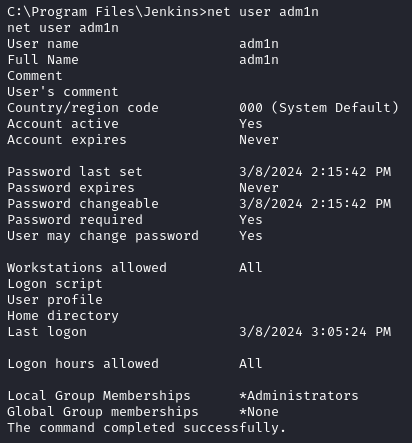 C:\Program Files\Jenkins>net user adm1n
net user adm1n
User name                    adm1n
Full Name                    adm1n
Comment
User's comment
Country/region code          000 (System Default)
Account active               Yes
Account expires              Never

Password last set            3/8/2024 2:15:42 PM
Password expires             Never
Password changeable          3/8/2024 2:15:42 PM
Password required            Yes
User may change password     Yes

Workstations allowed         All
Logon script
User profile
Home directory
Last logon                   3/8/2024 3:05:24 PM

Logon hours allowed          All

Local Group Memberships      *Administrators
Global Group memberships     *None
The command completed successfully.